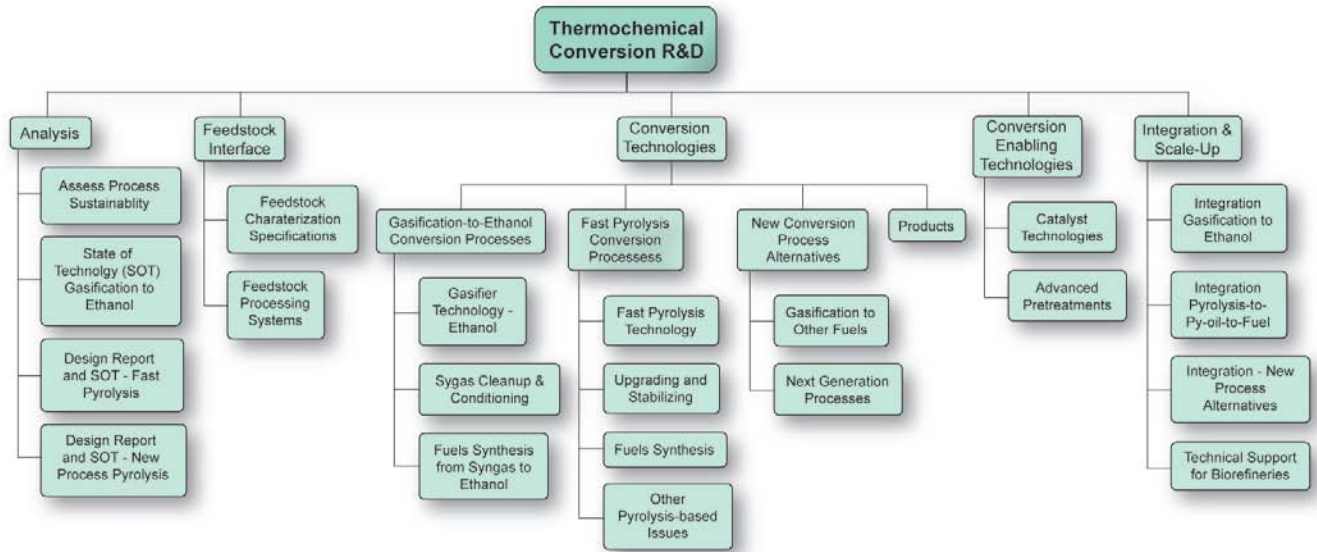 Thermochemical
Conversion R&D
Analysis
Feedstock
Interface
Conversion
Technologies
Conversion
Enabling
Technologies
Integration &
Scale-Up
Assess Process
Sustainablity
State of
Technolgy (SOT)
Gasification to
Ethanol
Design Report
and SOT - Fast
Pyrolysis
Design Report
and SOT - New
Process Pyrolysis
Feedstock
Charaterization
Specifications
Feedstock
Processing
Systems
Gasification-to-Ethanol
Conversion Processes
Gasifier
Technology -
Ethanol
Sygas Cleanup &
Conditioning
Fuels Synthesis
from Syngas to
Ethanol
Fast Pyrolysis
Conversion
Processess
Fast Pyrolysis
Technology
Upgrading and
Stabilizing
Fuels Synthesis
Other
Pyrolysis-based
Issues
New Conversion
Process
Alternatives
Gasification to
Other Fuels
Next Generation
Processes
Products
Catalyst
Technologies
Advanced
Pretreatments
Integration
Gasification to
Ethanol
Integration
Pyrolysis-to-
Py-oil-to-Fuel
Integration - New
Process
Alternatives
Technical Support
for Biorefineries